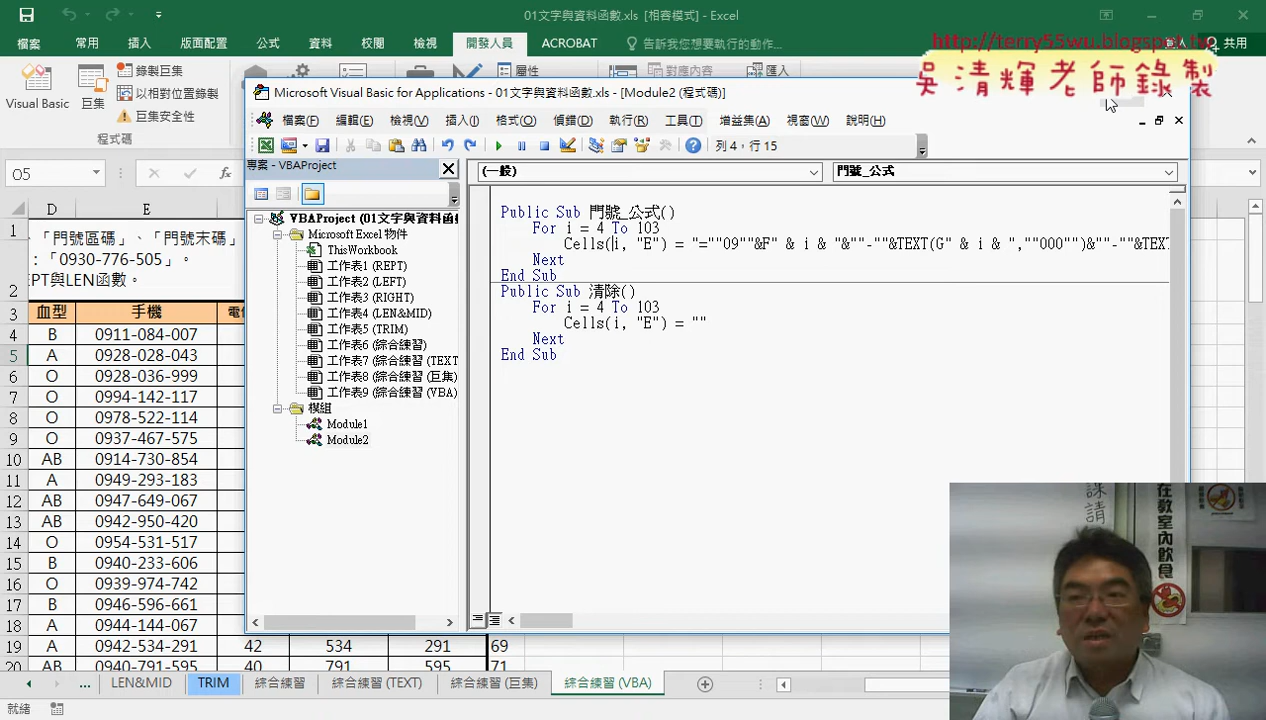 01文字與資料函數.xls [相容模式] - Excel
檔案 常用 插入 版面配置 公式 資料 校閱 檢視 開發人員 ACROBAT 告訴我您想要執行的動作... 共用
http://terry55wu.blogspot.tw
吳清輝老師錄製
Visual Basic 巨集 錄製巨集
以相對位置錄製
巨集安全性
程式碼
屬性 對應內容 匯入
O5
Microsoft Visual Basic for Applications - 01文字與資料函數.xls - [Module2 (程式碼)]
檔案(F) 編輯(E) 檢視(V) 插入(I) 格式(O) 偵錯(D) 執行(R) 工具(T) 增益集(A) 視窗(W) 說明(H)
列 4, 行 15
專案 - VBAProject
(一般) 門號_公式
VBAProject (01文字與資料函數
Microsoft Excel 物件
ThisWorkbook
工作表1 (REPT)
工作表2 (LEFT)
工作表3 (RIGHT)
工作表4 (LEN&MID)
工作表5 (TRIM)
工作表6 (綜合練習)
工作表7 (綜合練習 (TEXT
工作表8 (綜合練習 (巨集)
工作表9 (綜合練習 (VBA)
模組
Module1
Module2
Public Sub 門號_公式()
For i = 4 To 103
Cells(i, "E") = "=""09""&F" & i & "&""-""&TEXT(G" & i & ",""000"")&""-""&TEXT
Next
End Sub
Public Sub 清除()
For i = 4 To 103
Cells(i, "E") = ""
Next
End Sub
D E
1 、「門號區碼」、「門號末碼」
：「0930-776-505」。
2 EPT與LEN函數。
3 血型 手機
4 B 0911-084-007
5 A 0928-028-043
6 O 0928-036-999
7 O 0994-142-117
8 O 0978-522-114
9 O 0937-467-575
10 AB 0914-730-854
11 A 0949-293-183
12 AB 0947-649-067
13 AB 0942-950-420
14 O 0954-531-517
15 B 0940-233-606
16 O 0939-974-742
17 B 0946-596-661
18 A 0944-144-067
19 A 0942-534-291 42 534 291 69
20 AB 0940-791-595 40 791 595 71
... LEN&MID TRIM 綜合練習 綜合練習 (TEXT) 綜合練習 (巨集) 綜合練習 (VBA)
就緒
在教室內飲食